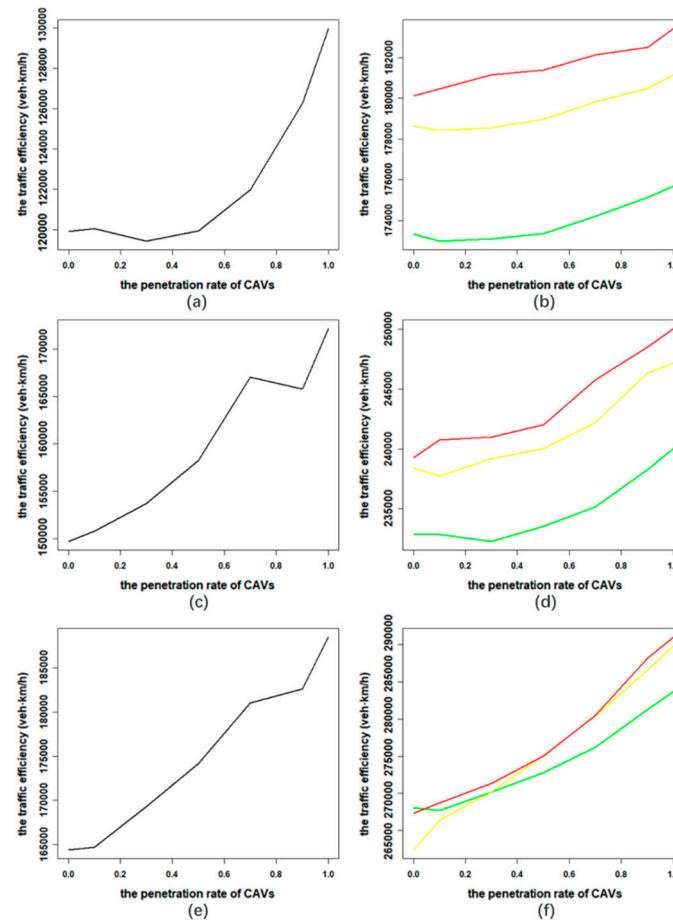 the traffic efficiency (veh·km/h)
120000 122000 124000 126000 128000 130000
0.0 0.2 0.4 0.6 0.8 1.0
the penetration rate of CAVs
(a)
the traffic efficiency (veh·km/h)
174000 176000 178000 180000 182000
0.0 0.2 0.4 0.6 0.8 1.0
the penetration rate of CAVs
(b)
the traffic efficiency (veh·km/h)
150000 155000 160000 165000 170000
0.0 0.2 0.4 0.6 0.8 1.0
the penetration rate of CAVs
(c)
the traffic efficiency (veh·km/h)
235000 240000 245000 250000
0.0 0.2 0.4 0.6 0.8 1.0
the penetration rate of CAVs
(d)
the traffic efficiency (veh·km/h)
165000 170000 175000 180000 185000
0.0 0.2 0.4 0.6 0.8 1.0
the penetration rate of CAVs
(e)
the traffic efficiency (veh·km/h)
265000 270000 275000 280000 285000 290000
0.0 0.2 0.4 0.6 0.8 1.0
the penetration rate of CAVs
(f)